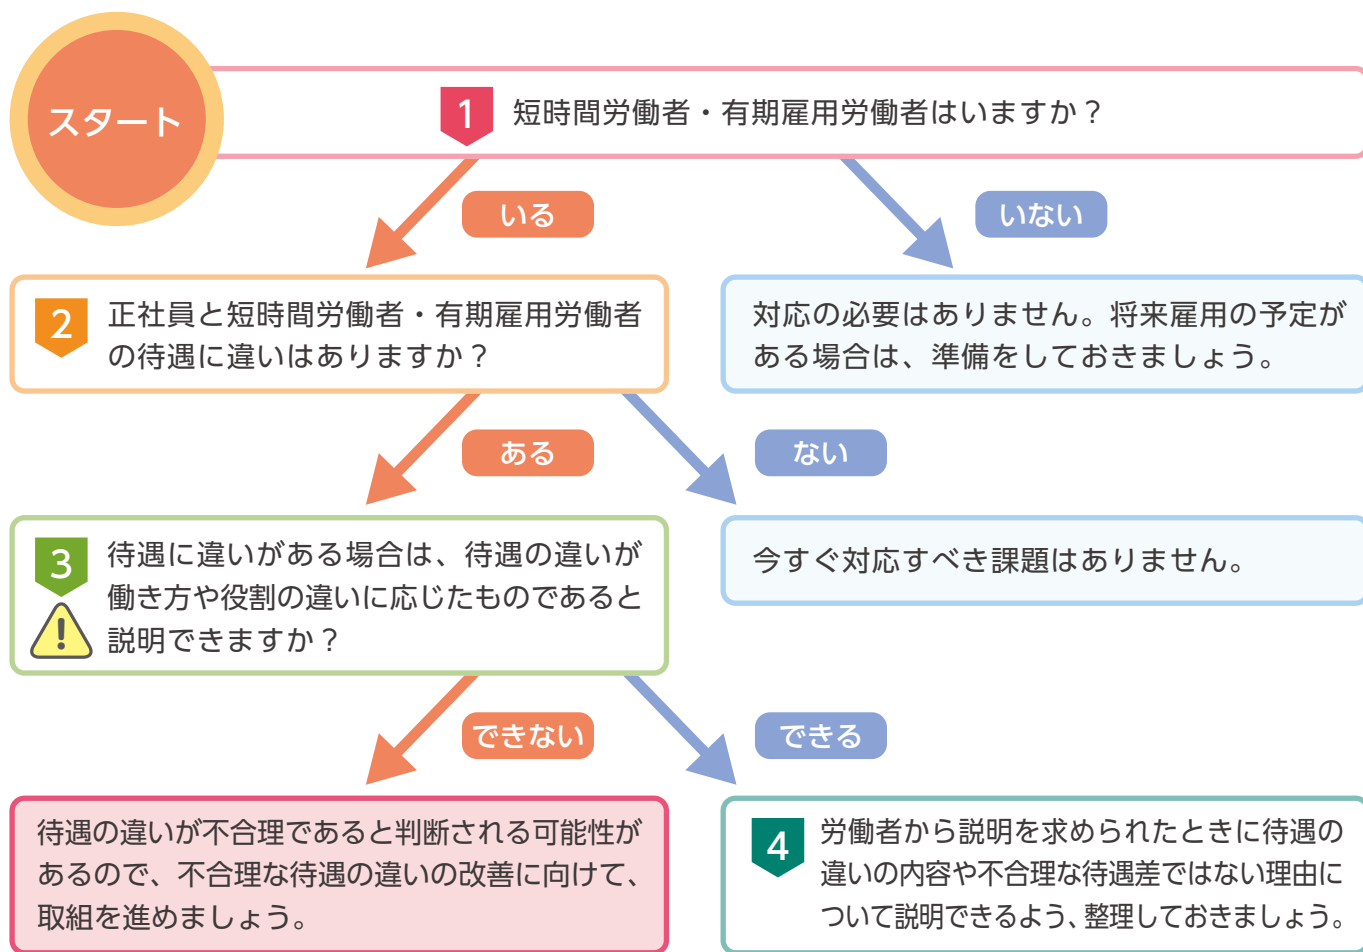 スタート
1
短時間労働者・有期雇用労働者はいますか？
いる
いない
2
正社員と短時間労働者・有期雇用労働者
の待遇に違いはありますか？
対応の必要はありません。将来雇用の予定が
ある場合は、準備をしておきましょう。
ある
ない
3
待遇に違いがある場合は、待遇の違いが
働き方や役割の違いに応じたものであると
説明できますか？
今すぐ対応すべき課題はありません。
できない
できる
待遇の違いが不合理であると判断される可能性が
あるので、不合理な待遇の違いの改善に向けて、
取組を進めましょう。
4
労働者から説明を求められたときに待遇の
違いの内容や不合理な待遇差ではない理由に
ついて説明できるよう、整理しておきましょう。